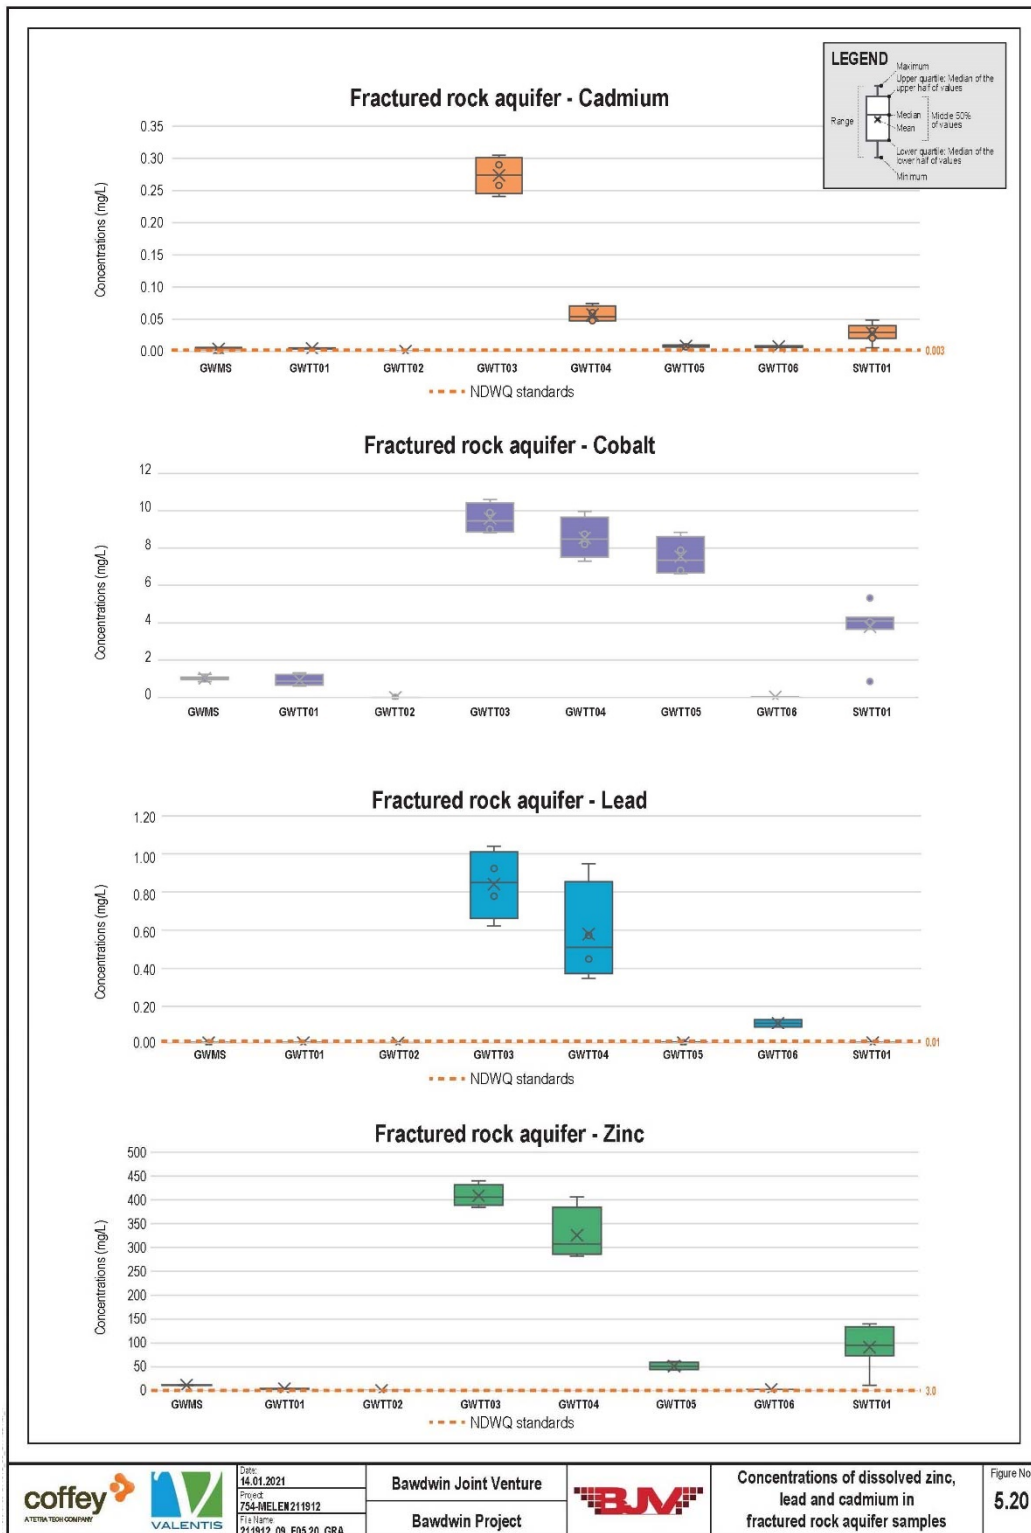 LEGEND
Maximum
Upper quartile: Median of the
upper half of values
Range
Median
Mean
Middle 50%
of values
Lower quartile: Median of the
lower half of values
Minimum
Fractured rock aquifer - Cadmium
Concentrations (mg/L)
0.35
0.30
0.25
0.20
0.15
0.10
0.05
0.00
0.003
GWMS GWTT01 GWTT02 GWTT03 GWTT04 GWTT05 GWTT06 SWTT01
NDWQ standards
Fractured rock aquifer - Cobalt
Concentrations (mg/L)
12
10
8
6
4
2
0
GWMS GWTT01 GWTT02 GWTT03 GWTT04 GWTT05 GWTT06 SWTT01
Fractured rock aquifer - Lead
Concentrations (mg/L)
1.20
1.00
0.80
0.60
0.40
0.20
0.00
0.01
GWMS GWTT01 GWTT02 GWTT03 GWTT04 GWTT05 GWTT06 SWTT01
NDWQ standards
Fractured rock aquifer - Zinc
Concentrations (mg/L)
500
450
400
350
300
250
200
150
100
50
0
3.0
GWMS GWTT01 GWTT02 GWTT03 GWTT04 GWTT05 GWTT06 SWTT01
NDWQ standards
coffey
A TETRA TECH COMPANY
VALENTIS
Date:
14.01.2021
Project:
754-MELEN211912
File Name:
211912_09_F05.20_GRA
Bawdwin Joint Venture
Bawdwin Project
BJV
Concentrations of dissolved zinc,
lead and cadmium in
fractured rock aquifer samples
Figure No:
5.20